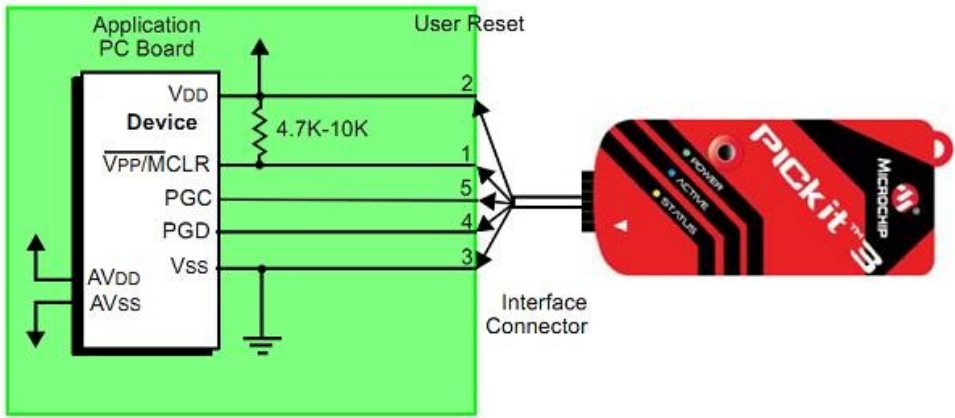 Application
PC Board
User Reset
VDD
2
Device
4.7K-10K
VPP/MCLR
1
PGC
5
PGD
4
VSS
3
AVDD
AVSS
Interface
Connector
POWER
ACTIVE
STATUS
PICkit™ 3
MICROCHIP